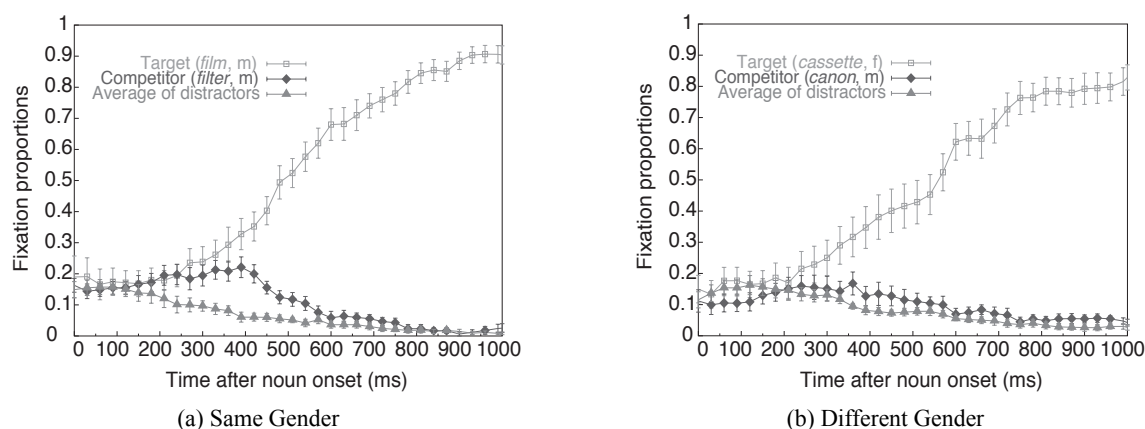 1
0.9
0.8
0.7
0.6
0.5
0.4
0.3
0.2
0.1
0
Fixation proportions
Target (film, m)
Competitor (filter, m)
Average of distractors
0 100 200 300 400 500 600 700 800 900 1000
Time after noun onset (ms)
(a) Same Gender
1
0.9
0.8
0.7
0.6
0.5
0.4
0.3
0.2
0.1
0
Fixation proportions
Target (cassette, f)
Competitor (canon, m)
Average of distractors
0 100 200 300 400 500 600 700 800 900 1000
Time after noun onset (ms)
(b) Different Gender